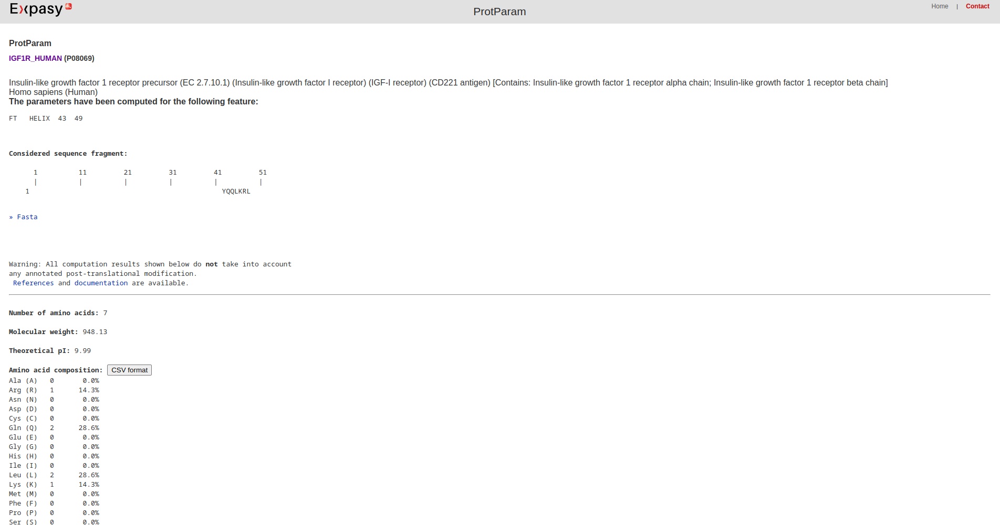 Expasy
ProtParam
Home | Contact
ProtParam
IGF1R_HUMAN (P08069)
Insulin-like growth factor 1 receptor precursor (EC 2.7.10.1) (Insulin-like growth factor I receptor) (IGF-I receptor) (CD221 antigen) [Contains: Insulin-like growth factor 1 receptor alpha chain; Insulin-like growth factor 1 receptor beta chain]
Homo sapiens (Human)
The parameters have been computed for the following feature:
FT   HELIX  43  49
Considered sequence fragment:
      1          11         21         31         41         51
      |          |          |          |          |          |
    1                                               YQQLKRL
» Fasta
Warning: All computation results shown below do not take into account
any annotated post-translational modification.
References and documentation are available.
Number of amino acids: 7
Molecular weight: 948.13
Theoretical pI: 9.99
Amino acid composition: CSV format
Ala (A)   0       0.0%
Arg (R)   1      14.3%
Asn (N)   0       0.0%
Asp (D)   0       0.0%
Cys (C)   0       0.0%
Gln (Q)   2      28.6%
Glu (E)   0       0.0%
Gly (G)   0       0.0%
His (H)   0       0.0%
Ile (I)   0       0.0%
Leu (L)   2      28.6%
Lys (K)   1      14.3%
Met (M)   0       0.0%
Phe (F)   0       0.0%
Pro (P)   0       0.0%
Ser (S)   0       0.0%